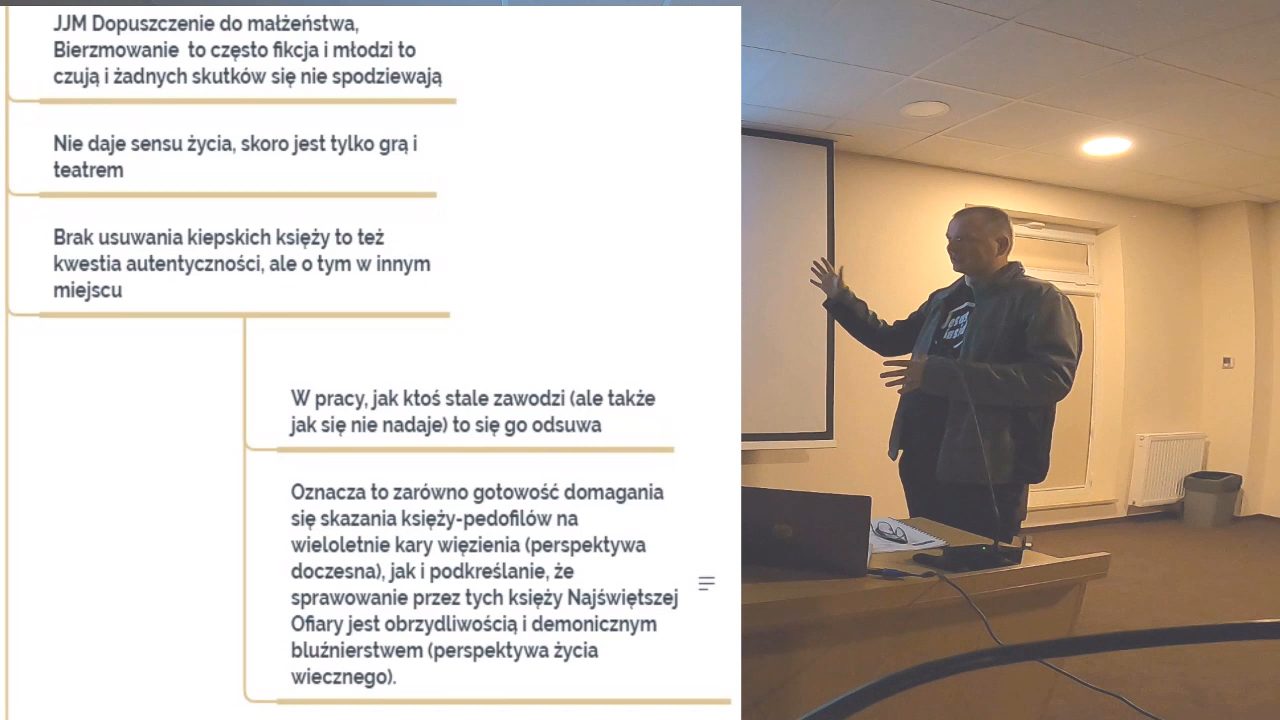 JJM Dopuszczenie do małżeństwa,
Bierzmowanie to często fikcja i młodzi to
czują i żadnych skutków się nie spodziewają
Nie daje sensu życia, skoro jest tylko grą i
teatrem
Brak usuwania kiepskich księży to też
kwestia autentyczności, ale o tym w innym
miejscu
W pracy, jak ktoś stale zawodzi (ale także
jak się nie nadaje) to się go odsuwa
Oznacza to zarówno gotowość domagania
się skazania księży-pedofilów na
wieloletnie kary więzienia (perspektywa
doczesna), jak i podkreślanie, że
sprawowanie przez tych księży Najświętszej
Ofiary jest obrzydliwością i demonicznym
bluźnierstwem (perspektywa życia
wiecznego).